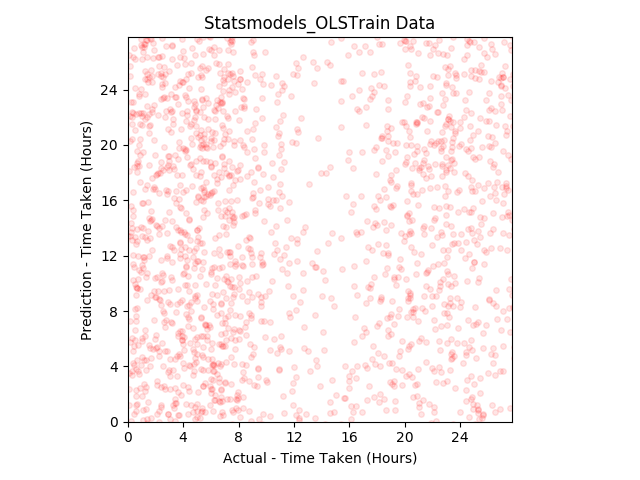 Statsmodels_OLSTrain Data
Prediction - Time Taken (Hours)
24
20
16
12
8
4
0
0 4 8 12 16 20 24
Actual - Time Taken (Hours)